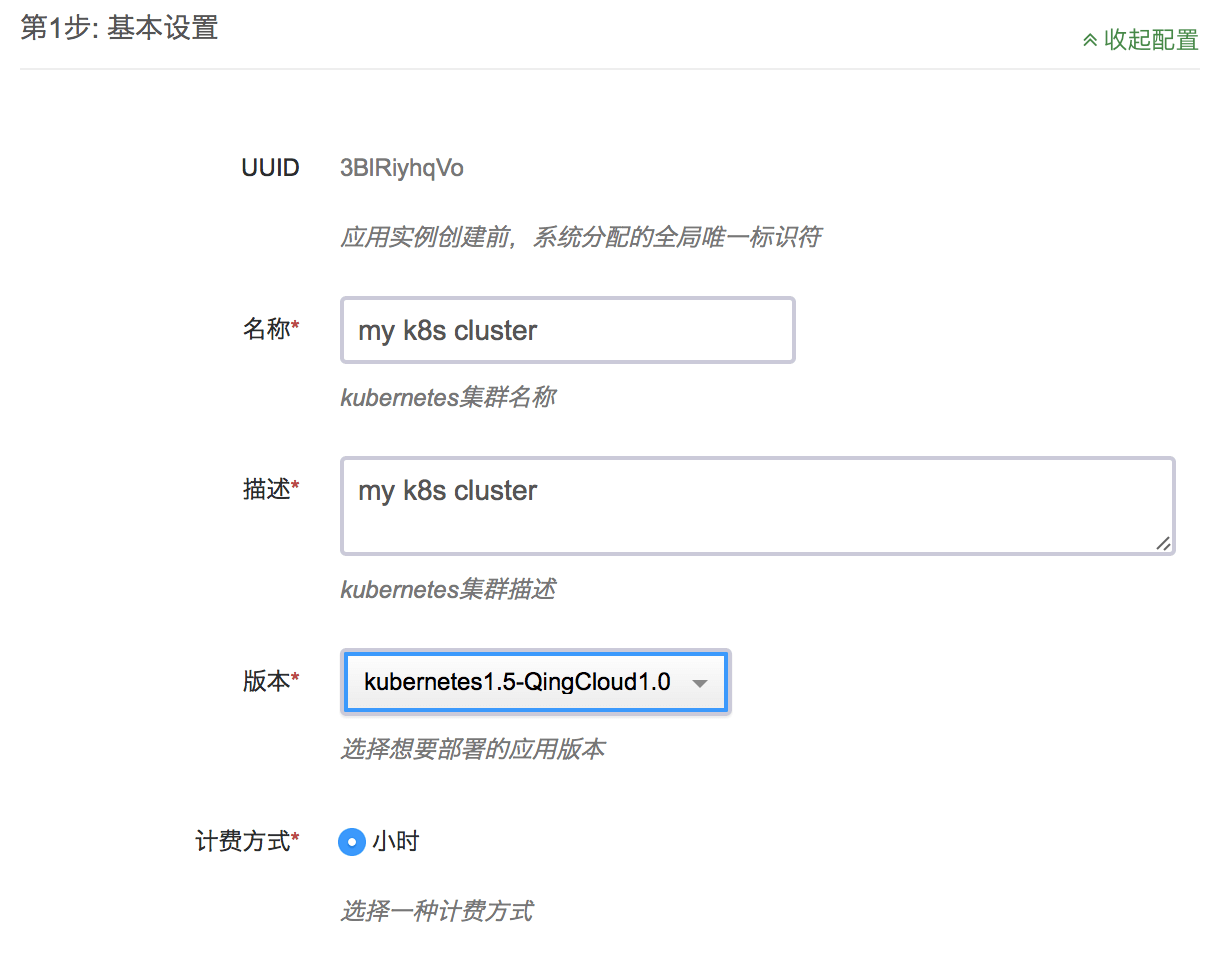 第1步: 基本设置
收起配置
UUID 3BlRiyhqVo
应用实例创建前，系统分配的全局唯一标识符
名称* my k8s cluster
kubernetes集群名称
描述* my k8s cluster
kubernetes集群描述
版本* kubernetes1.5-QingCloud1.0
选择想要部署的应用版本
计费方式* 小时
选择一种计费方式